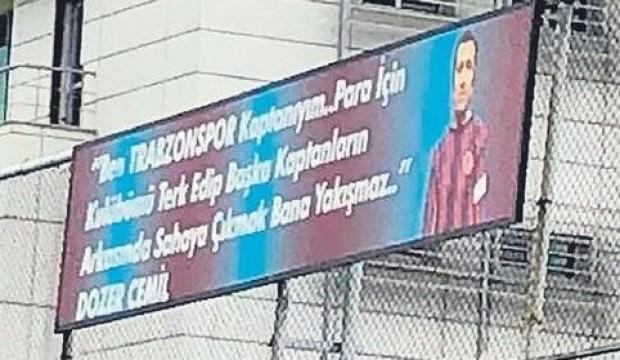 "Ben TRABZONSPOR Kaptanıyım..Para İçin
Kulübümü Terk Edip Başka Kaptanların
Arkasında Sahaya Çıkmak Bana Yakışmaz.."
DOZER CEMİL